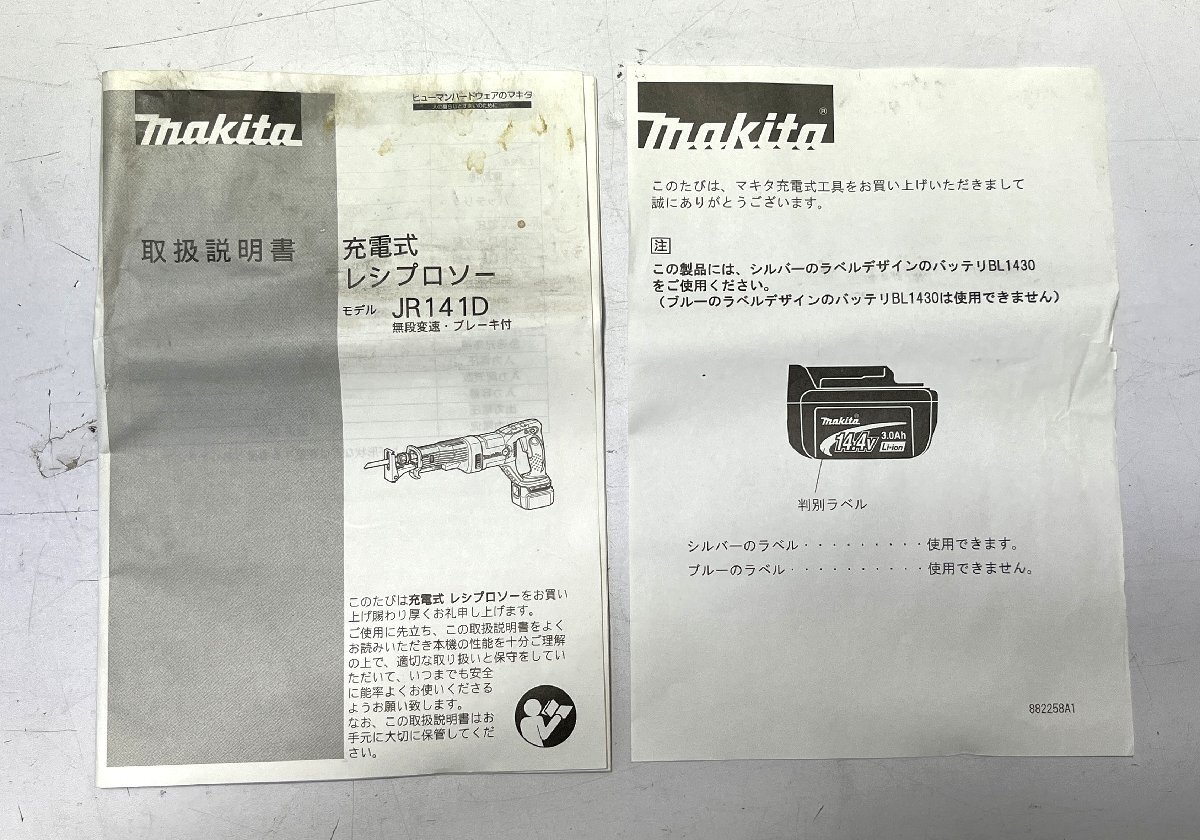 makita
ヒューマンハードウェアのマキタ
人の暮らしと住まいのために
取扱説明書
充電式
レシプロソー
モデル JR141D
無段変速・ブレーキ付
このたびは充電式 レシプロソーをお買い
上げ賜わり厚くお礼申し上げます。
ご使用に先立ち、この取扱説明書をよく
お読みいただき本機の性能を十分ご理解
の上で、適切な取り扱いと保守をしてい
ただいて、いつまでも安全
に能率よくお使いくださる
ようお願い致します。
なお、この取扱説明書はお
手元に大切に保管してくだ
さい。
makita®
このたびは、マキタ充電式工具をお買い上げいただきまして
誠にありがとうございます。
注
この製品には、シルバーのラベルデザインのバッテリBL1430
をご使用ください。
（ブルーのラベルデザインのバッテリBL1430は使用できません）
makita®
14.4V 3.0Ah
Li-ion
判別ラベル
シルバーのラベル・・・・・・・・・・使用できます。
ブルーのラベル・・・・・・・・・・・使用できません。
882258A1